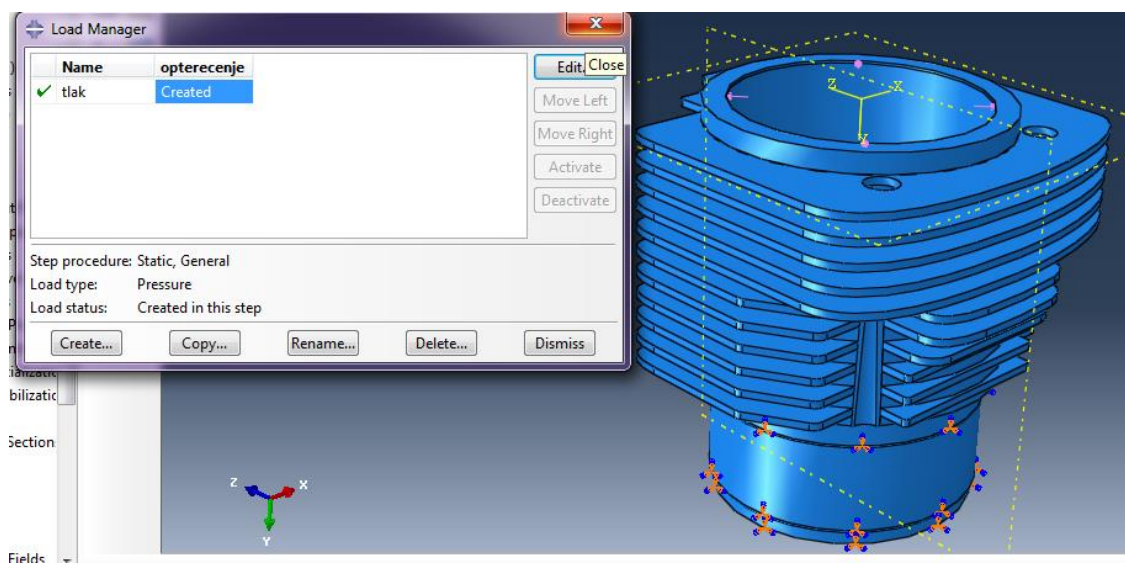 Load Manager
Close
Name opterecenje
Edit...
tlak Created
Move Left
Move Right
Activate
Deactivate
Step procedure: Static, General
Load type: Pressure
Load status: Created in this step
Create... Copy... Rename... Delete... Dismiss
Section
Fields
Z X Y
Z X Y